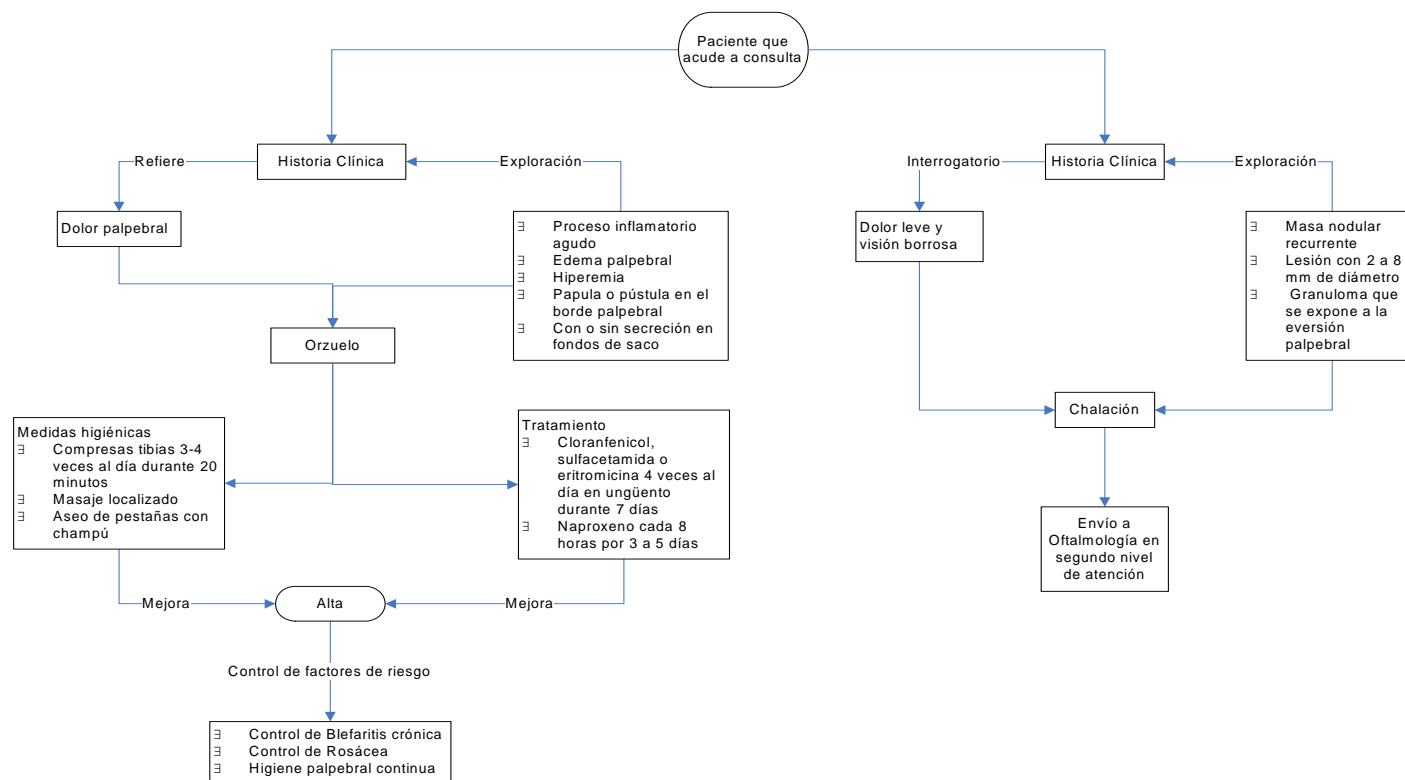 Paciente que
acude a consulta
Refiere
Historia Clínica
Exploración
Dolor palpebral
∃ Proceso inflamatorio
agudo
∃ Edema palpebral
∃ Hiperemia
∃ Papula o pústula en el
borde palpebral
∃ Con o sin secreción en
fondos de saco
Orzuelo
Medidas higiénicas
∃ Compresas tibias 3-4
veces al día durante 20
minutos
∃ Masaje localizado
∃ Aseo de pestañas con
champú
Tratamiento
∃ Cloranfenicol,
sulfacetamida o
eritromicina 4 veces al
día en ungüento
durante 7 días
∃ Naproxeno cada 8
horas por 3 a 5 días
Mejora
Alta
Mejora
Control de factores de riesgo
∃ Control de Blefaritis crónica
∃ Control de Rosácea
∃ Higiene palpebral continua
Interrogatorio
Historia Clínica
Exploración
Dolor leve y
visión borrosa
∃ Masa nodular
recurrente
∃ Lesión con 2 a 8
mm de diámetro
∃ Granuloma que
se expone a la
eversión
palpebral
Chalación
Envío a
Oftalmología en
segundo nivel
de atención